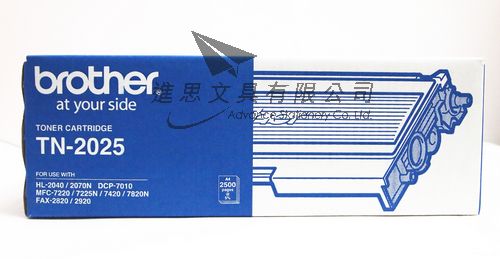 brother
at your side
進思文具有限公司
Advance Stationery Co Ltd.
TONER CARTRIDGE
TN-2025
FOR USE WITH
HL-2040 / 2070N DCP-7010
MFC-7220 / 7225N / 7420 / 7820N
FAX-2820 / 2920
A4
2500
pages
@
5%